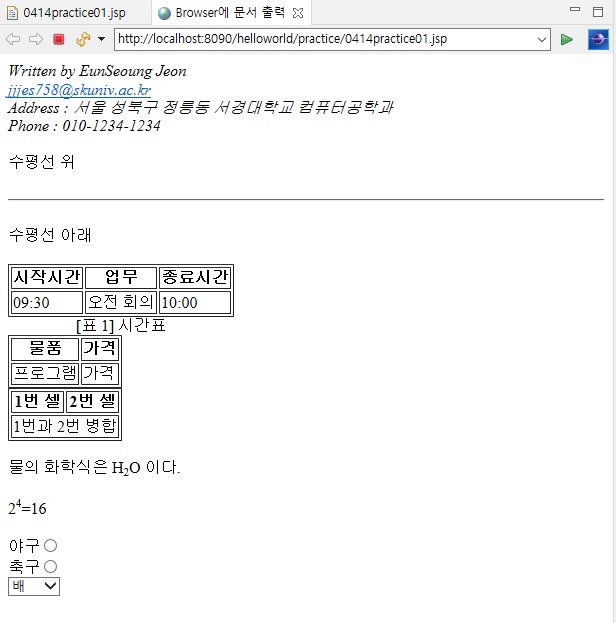 0414practice01.jsp
Browser에 문서 출력
http://localhost:8090/helloworld/practice/0414practice01.jsp
Written by EunSeoung Jeon
jjjes758@skuniv.ac.kr
Address : 서울 성북구 정릉동 서경대학교 컴퓨터공학과
Phone : 010-1234-1234
수평선 위
수평선 아래
시작시간 업무 종료시간
09:30 오전 회의 10:00
[표 1] 시간표
물품 가격
프로그램 가격
1번 셀 2번 셀
1번과 2번 병합
물의 화학식은 H₂O 이다.
2⁴=16
야구
축구
배